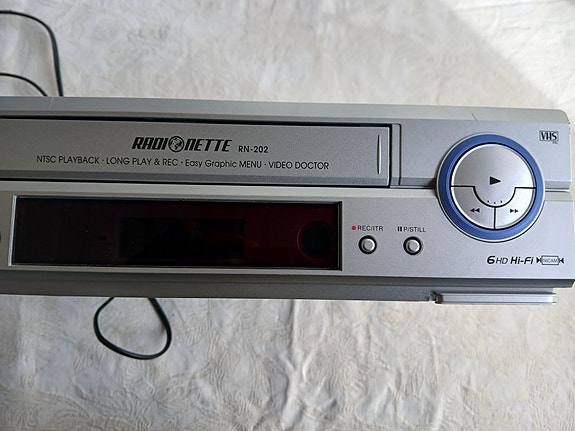 RADIONETTE RN-202
NTSC PLAYBACK · LONG PLAY & REC · Easy Graphic MENU · VIDEO DOCTOR
VHS
REC/ITR
P/STILL
6HD Hi-Fi NICAM